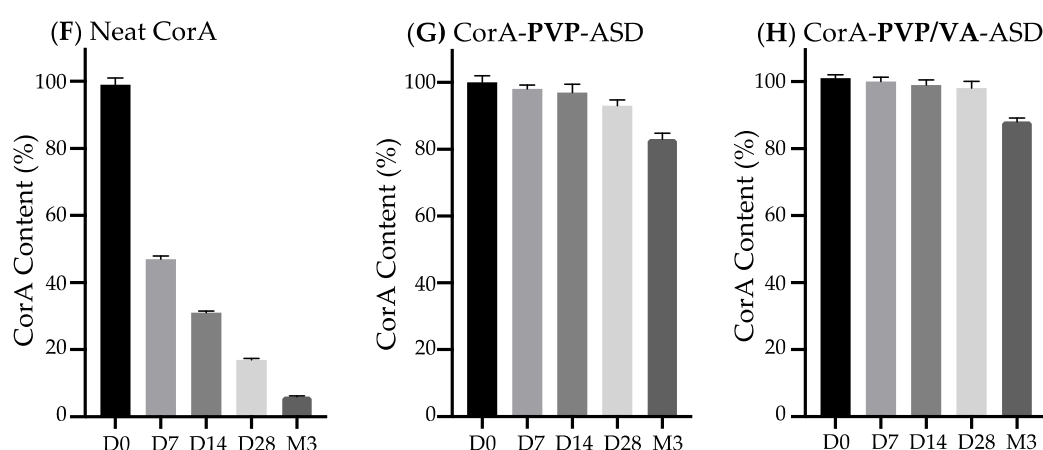 (F) Neat CorA
CorA Content (%)
100
80
60
40
20
0
D0 D7 D14 D28 M3
(G) CorA-PVP-ASD
CorA Content (%)
100
80
60
40
20
0
D0 D7 D14 D28 M3
(H) CorA-PVP/VA-ASD
CorA Content (%)
100
80
60
40
20
0
D0 D7 D14 D28 M3